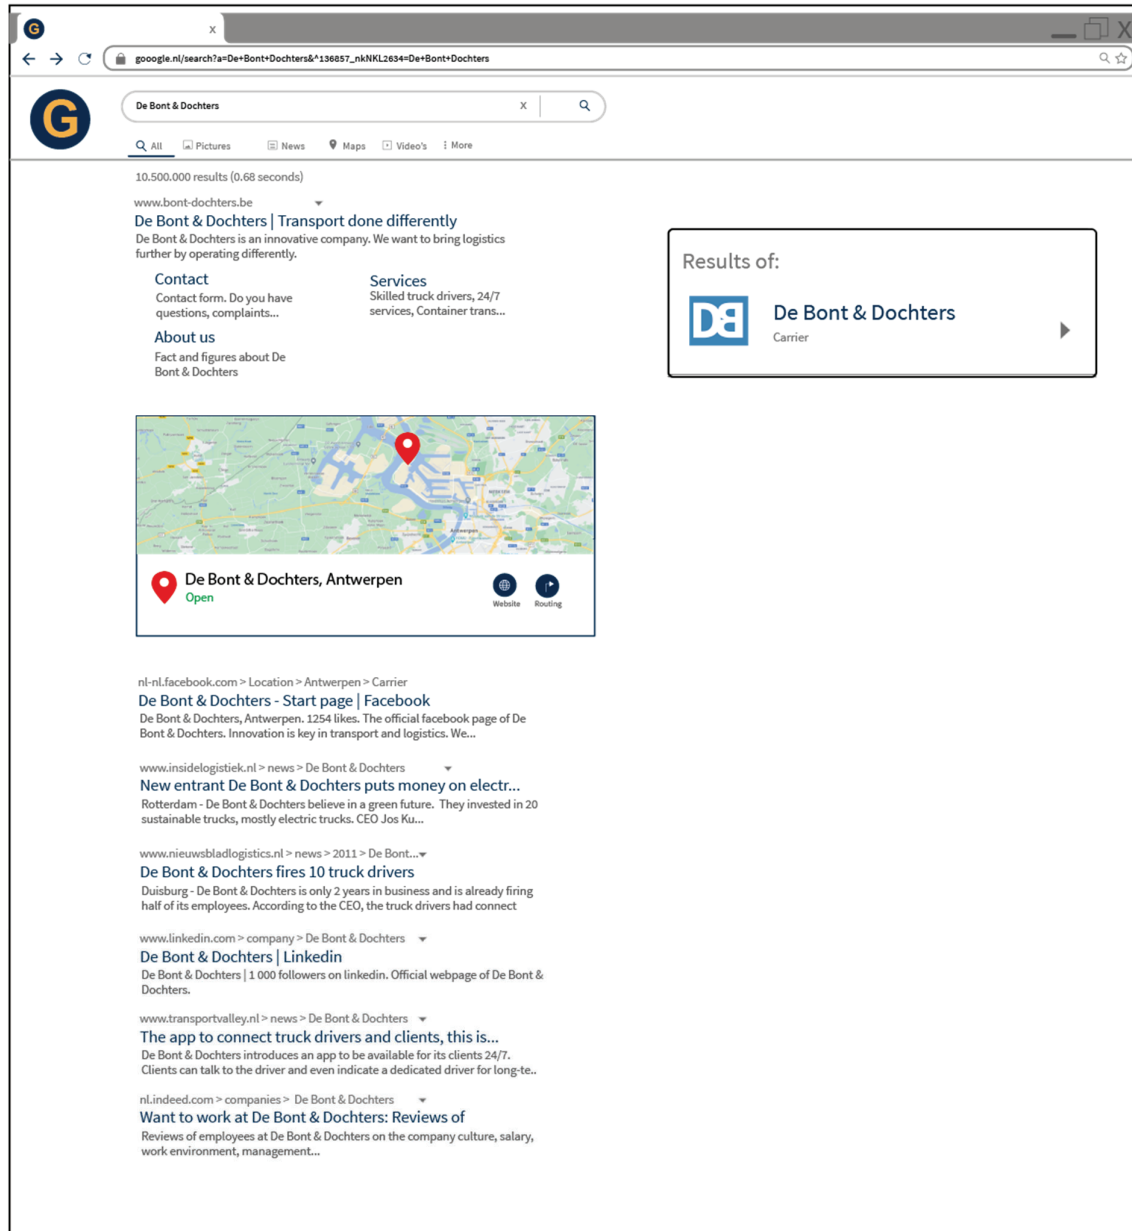 G
X
X
gooogle.nl/search?a=De+Bont+Dochters&^136857_nkNKL2634=De+Bont+Dochters
G
De Bont & Dochters
X
All
Pictures
News
Maps
Video's
More
10.500.000 results (0.68 seconds)
www.bont-dochters.be
De Bont & Dochters | Transport done differently
De Bont & Dochters is an innovative company. We want to bring logistics
further by operating differently.
Contact
Contact form. Do you have
questions, complaints...
Services
Skilled truck drivers, 24/7
services, Container trans...
About us
Fact and figures about De
Bont & Dochters
Results of:
DB
De Bont & Dochters
Carrier
Antwerpen
De Bont & Dochters, Antwerpen
Open
Website
Routing
nl-nl.facebook.com > Location > Antwerpen > Carrier
De Bont & Dochters - Start page | Facebook
De Bont & Dochters, Antwerpen. 1254 likes. The official facebook page of De
Bont & Dochters. Innovation is key in transport and logistics. We...
www.insidelogistiek.nl > news > De Bont & Dochters
New entrant De Bont & Dochters puts money on electr...
Rotterdam - De Bont & Dochters believe in a green future. They invested in 20
sustainable trucks, mostly electric trucks. CEO Jos Ku...
www.nieuwsbladlogistics.nl > news > 2011 > De Bont...
De Bont & Dochters fires 10 truck drivers
Duisburg - De Bont & Dochters is only 2 years in business and is already firing
half of its employees. According to the CEO, the truck drivers had connect
www.linkedin.com > company > De Bont & Dochters
De Bont & Dochters | Linkedin
De Bont & Dochters | 1 000 followers on linkedin. Official webpage of De Bont &
Dochters.
www.transportvalley.nl > news > De Bont & Dochters
The app to connect truck drivers and clients, this is...
De Bont & Dochters introduces an app to be available for its clients 24/7.
Clients can talk to the driver and even indicate a dedicated driver for long-te..
nl.indeed.com > companies > De Bont & Dochters
Want to work at De Bont & Dochters: Reviews of
Reviews of employees at De Bont & Dochters on the company culture, salary,
work environment, management...